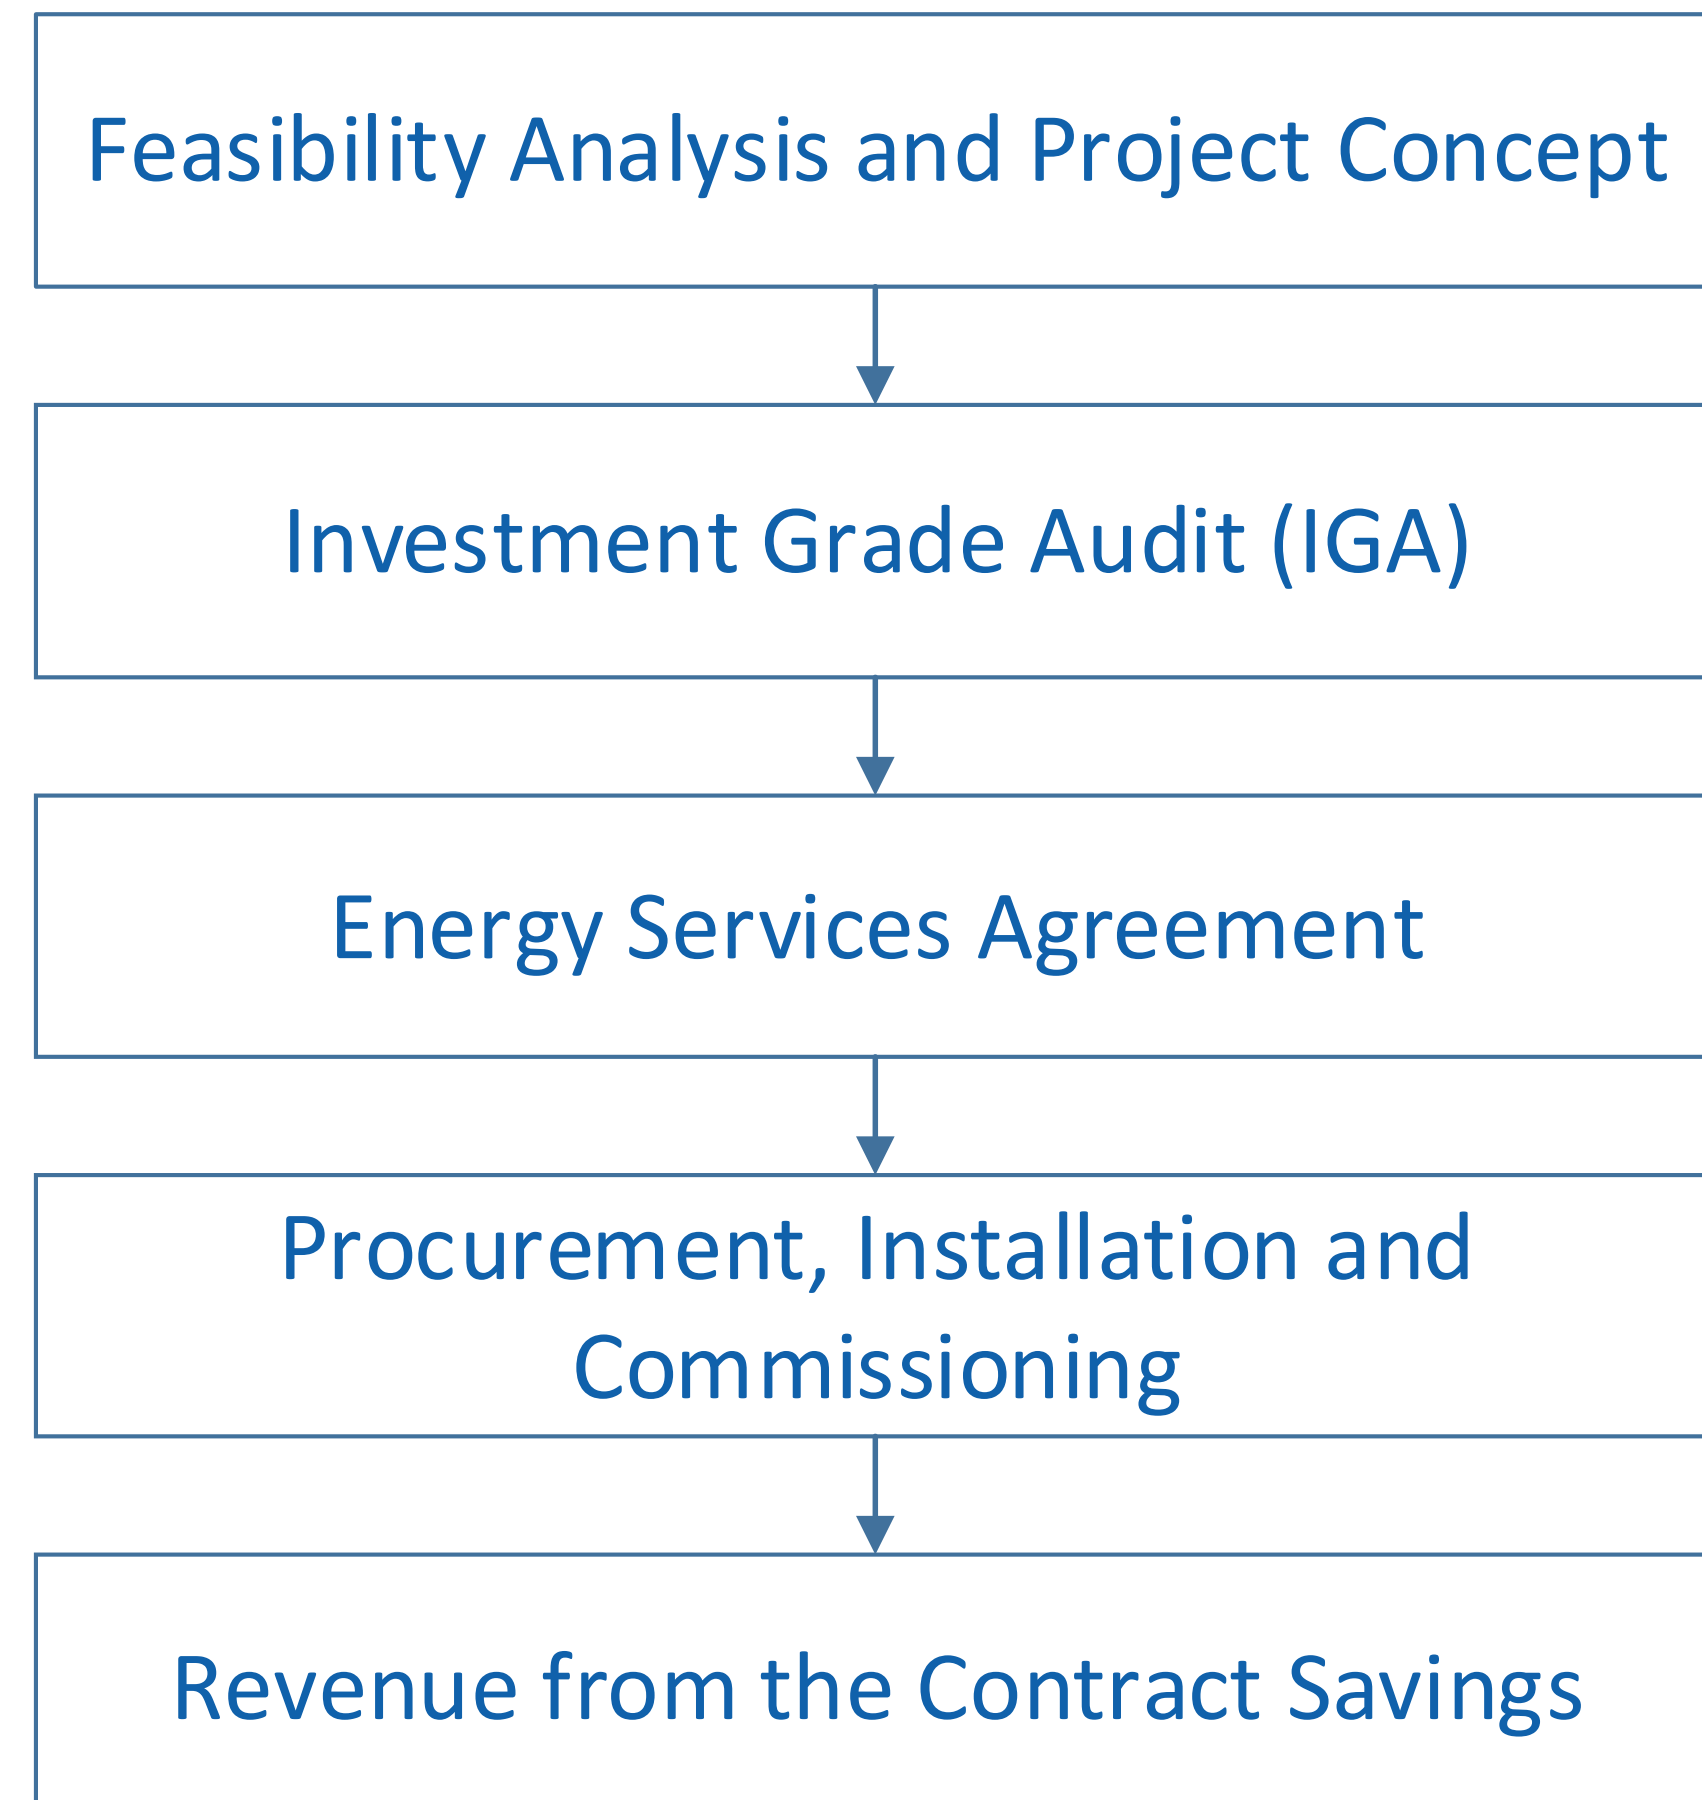 Feasibility Analysis and Project Concept
Investment Grade Audit (IGA)
Energy Services Agreement
Procurement, Installation and
Commissioning
Revenue from the Contract Savings